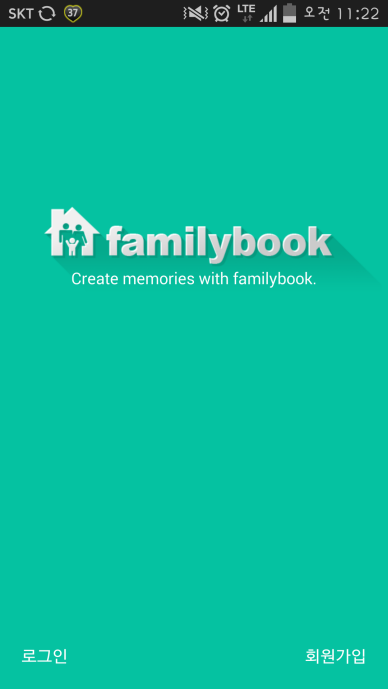 SKT 37 LTE 오전 11:22
familybook
Create memories with familybook.
로그인 회원가입